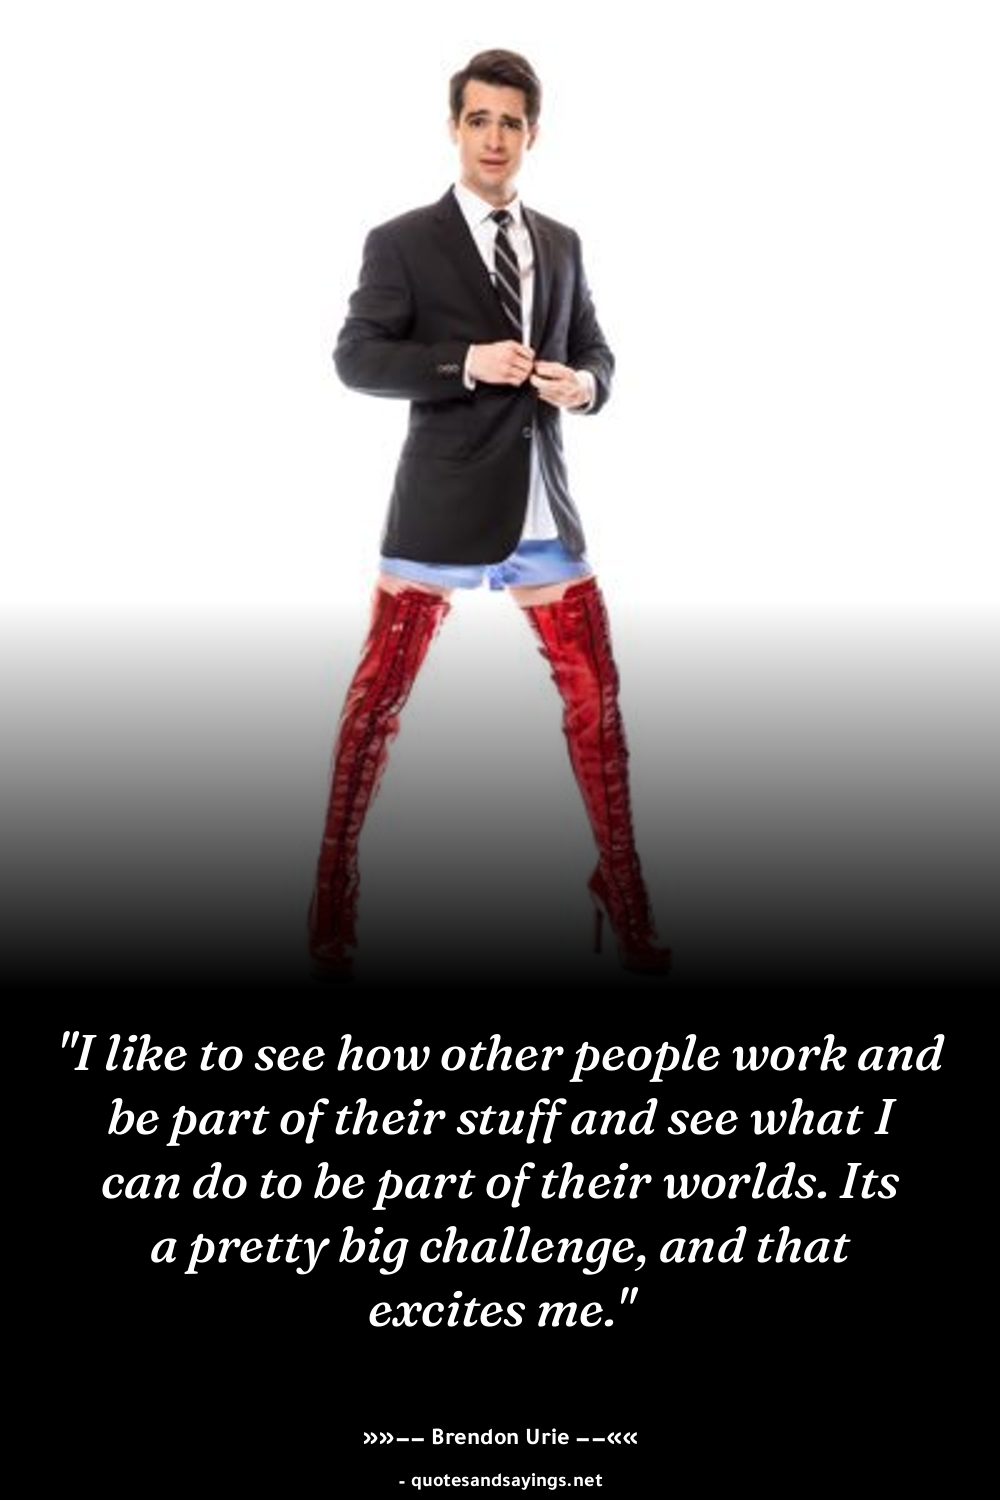 "I like to see how other people work and
be part of their stuff and see what I
can do to be part of their worlds. Its
a pretty big challenge, and that
excites me."
»»–– Brendon Urie ––««
- quotesandsayings.net